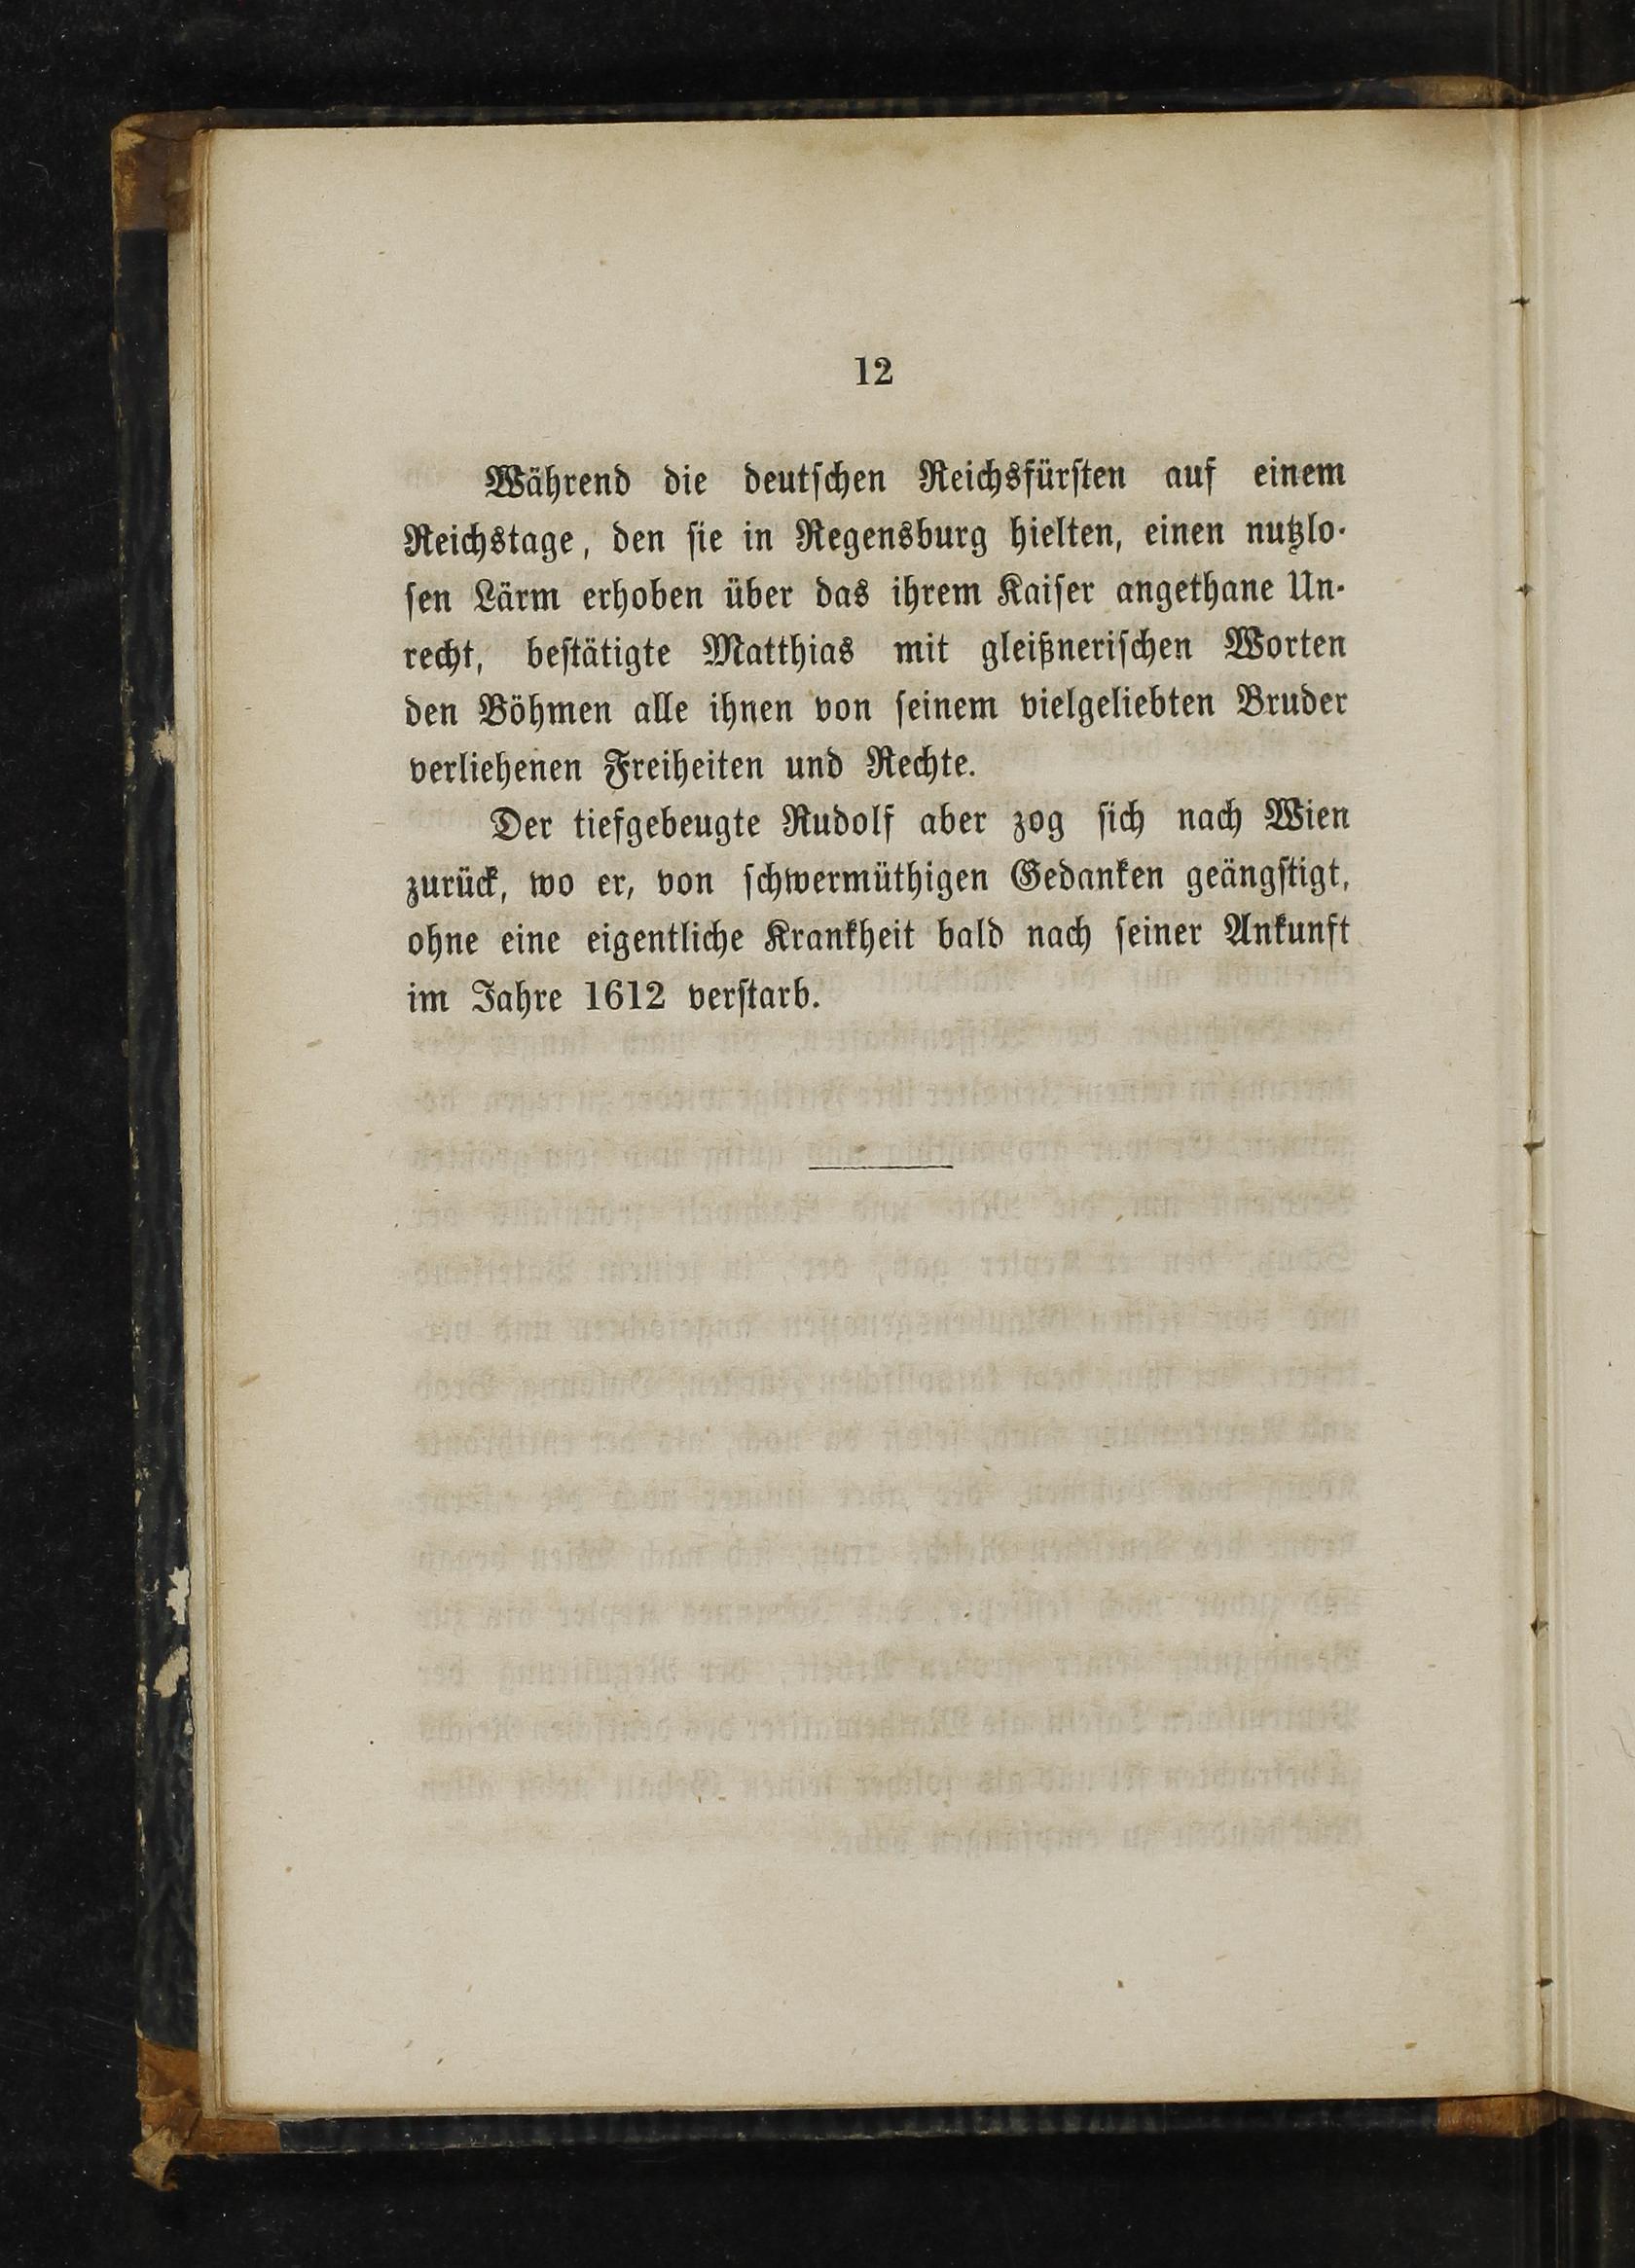 12
Während die deutschen Reichsfürsten auf einem
Reichstage, den sie in Regensburg hielten, einen nutzlo-
sen Lärm erhoben über das ihrem Kaiser angethane Un-
recht, bestätigte Matthias mit gleißnerischen Worten
den Böhmen alle ihnen von seinem vielgeliebten Bruder
verliehenen Freiheiten und Rechte.
Der tiefgebeugte Rudolf aber zog sich nach Wien
zurück, wo er, von schwermüthigen Gedanken geängstigt,
ohne eine eigentliche Krankheit bald nach seiner Ankunft
im Jahre 1612 verstarb.